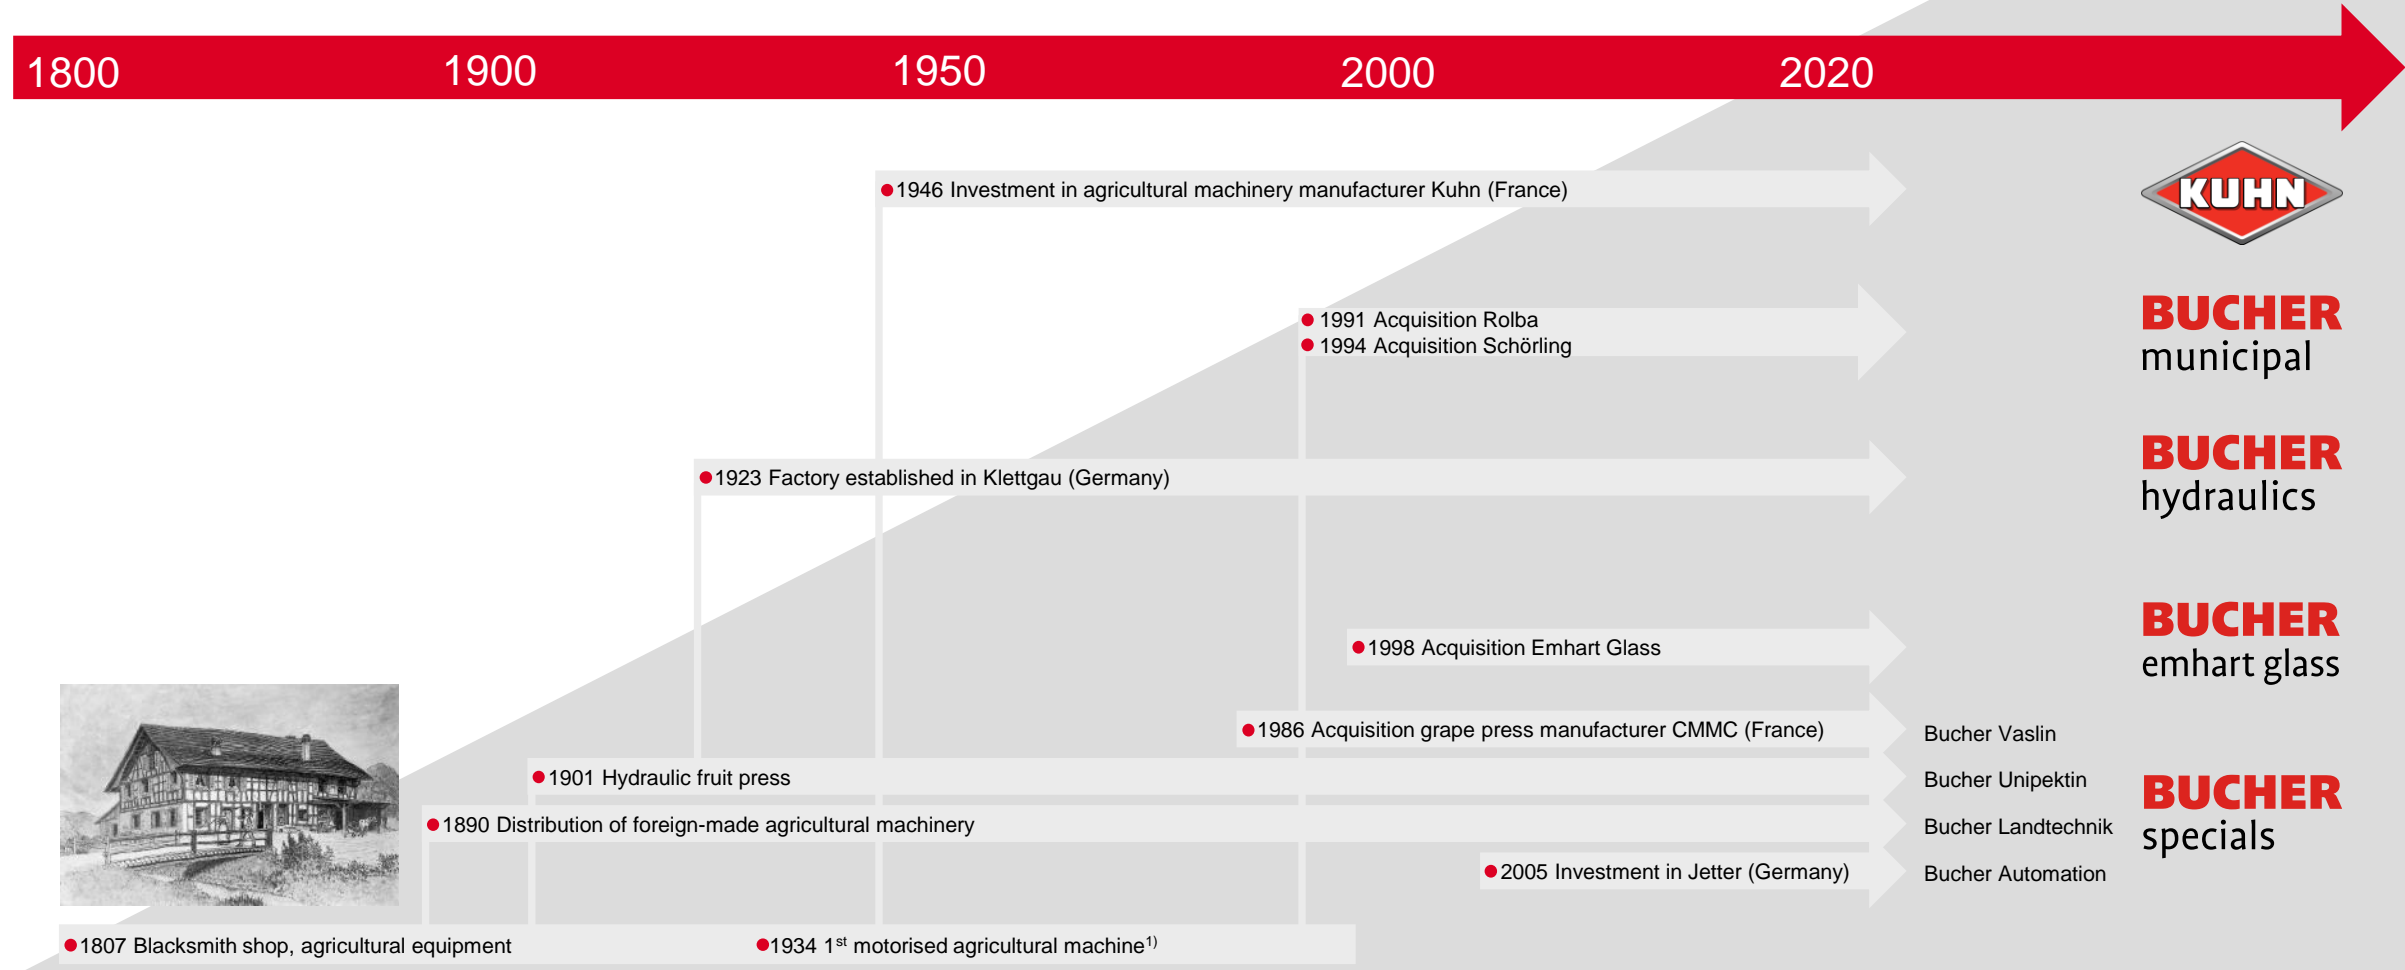 1800 1900 1950 2000 2020
1946 Investment in agricultural machinery manufacturer Kuhn (France)
KUHN
1991 Acquisition Rolba
1994 Acquisition Schörling
BUCHER
municipal
1923 Factory established in Klettgau (Germany)
BUCHER
hydraulics
1998 Acquisition Emhart Glass
BUCHER
emhart glass
1986 Acquisition grape press manufacturer CMMC (France)
Bucher Vaslin
1901 Hydraulic fruit press
Bucher Unipektin
1890 Distribution of foreign-made agricultural machinery
Bucher Landtechnik
2005 Investment in Jetter (Germany)
Bucher Automation
BUCHER
specials
1807 Blacksmith shop, agricultural equipment
1934 1st motorised agricultural machine1)